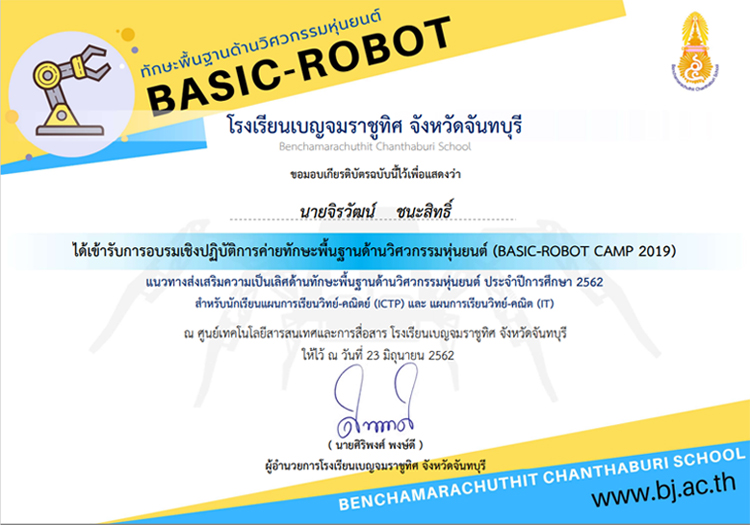 ทักษะพื้นฐานด้านวิศวกรรมหุ่นยนต์
BASIC-ROBOT
Benchamarachuthit Chanthaburi School
โรงเรียนเบญจมราชูทิศ จังหวัดจันทบุรี
Benchamarachuthit Chanthaburi School
ขอมอบเกียรติบัตรฉบับนี้ไว้เพื่อแสดงว่า
นายจิรวัฒน์ ชนะสิทธิ์
ได้เข้ารับการอบรมเชิงปฏิบัติการค่ายทักษะพื้นฐานด้านวิศวกรรมหุ่นยนต์ (BASIC-ROBOT CAMP 2019)
แนวทางส่งเสริมความเป็นเลิศด้านทักษะพื้นฐานด้านวิศวกรรมหุ่นยนต์ ประจำปีการศึกษา 2562
สำหรับนักเรียนแผนการเรียนวิทย์-คณิตย์ (ICTP) และ แผนการเรียนวิทย์-คณิต (IT)
ณ ศูนย์เทคโนโลยีสารสนเทศและการสื่อสาร โรงเรียนเบญจมราชูทิศ จังหวัดจันทบุรี
ให้ไว้ ณ วันที่ 23 มิถุนายน 2562
( นายศิริพงศ์ พงษ์ดี )
ผู้อำนวยการโรงเรียนเบญจมราชูทิศ จังหวัดจันทบุรี
BENCHAMARACHUTHIT CHANTHABURI SCHOOL
www.bj.ac.th